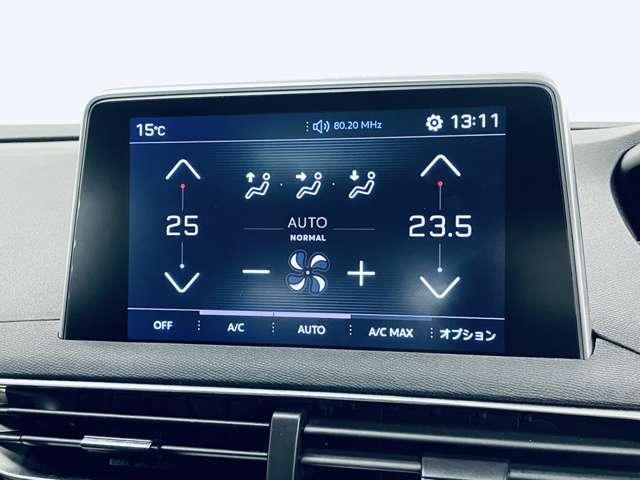 15℃ 80.20 MHz 13:11
25 AUTO 23.5
NORMAL
OFF A/C AUTO A/C MAX オプション